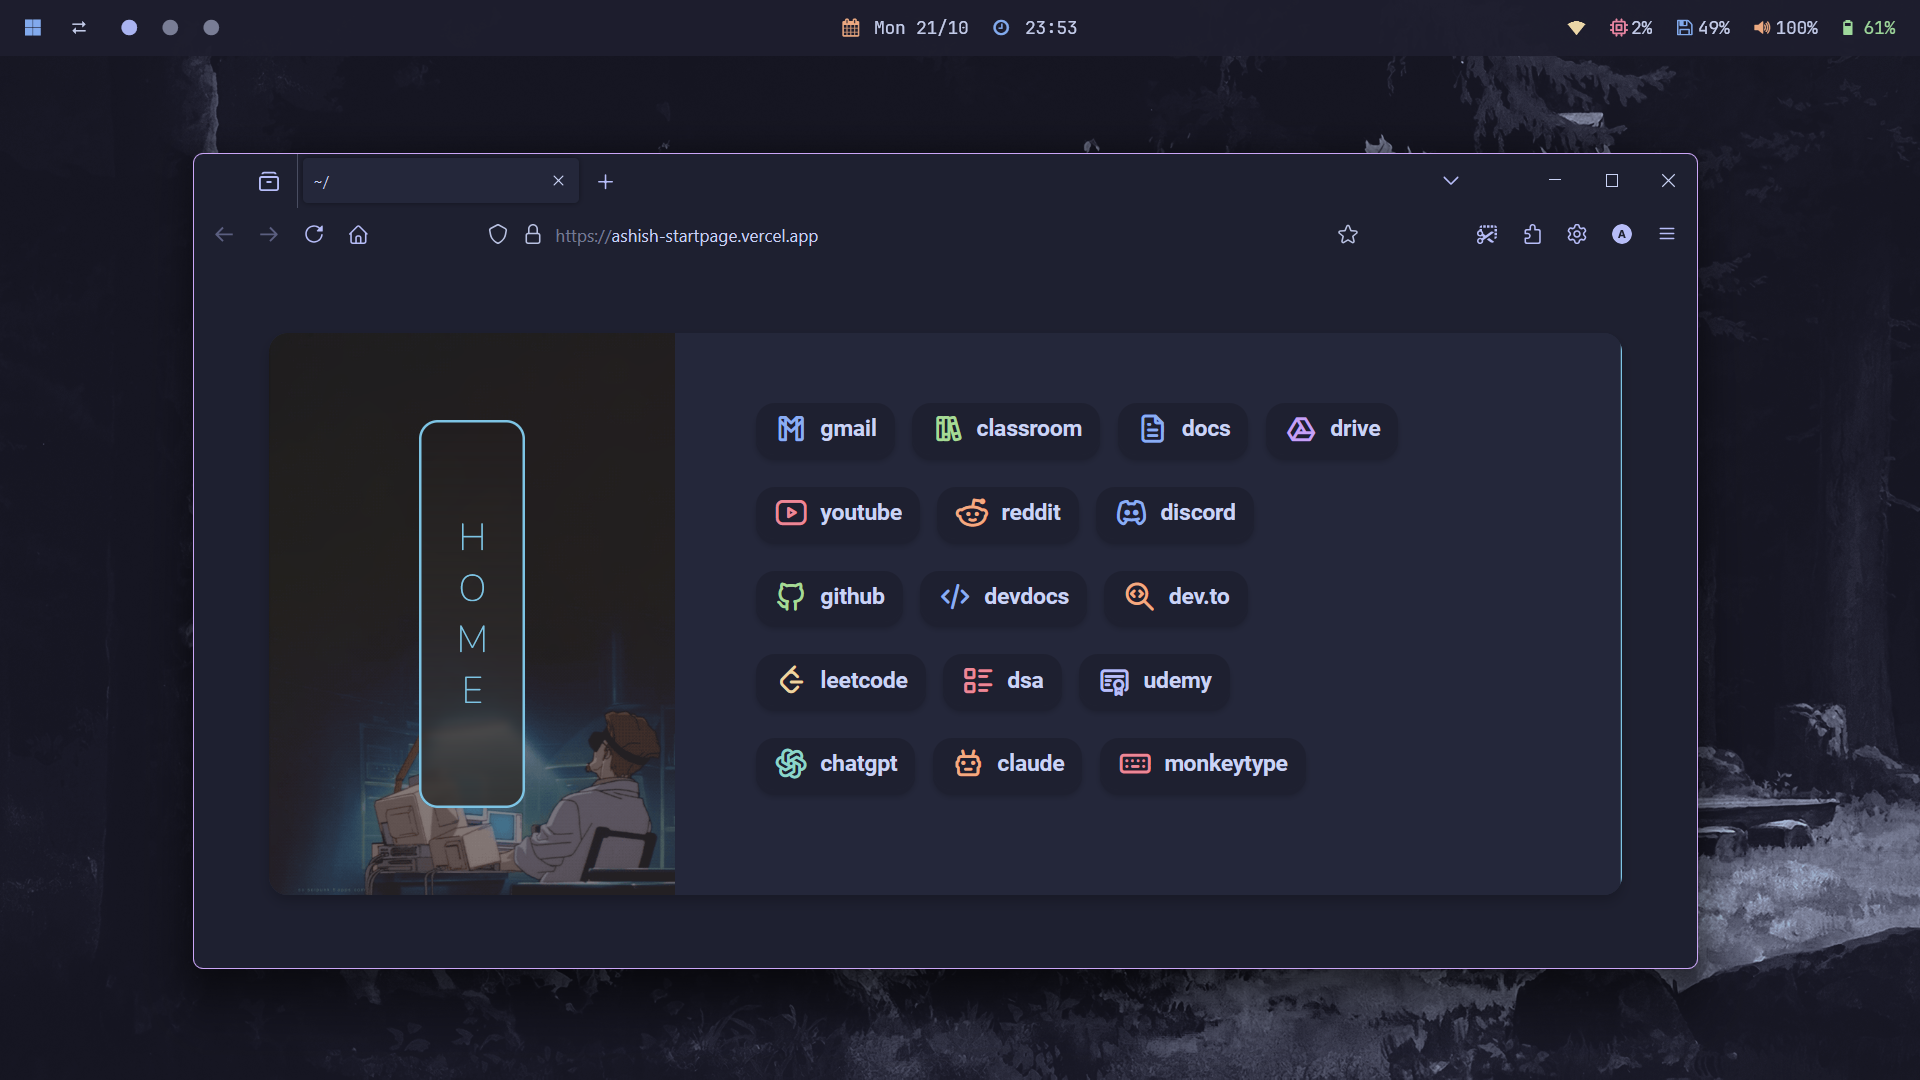 Mon 21/10 23:53 2% 49% 100% 61%
~/
https://ashish-startpage.vercel.app
A
H
O
M
E
gmail classroom docs drive
youtube reddit discord
github devdocs dev.to
leetcode dsa udemy
chatgpt claude monkeytype